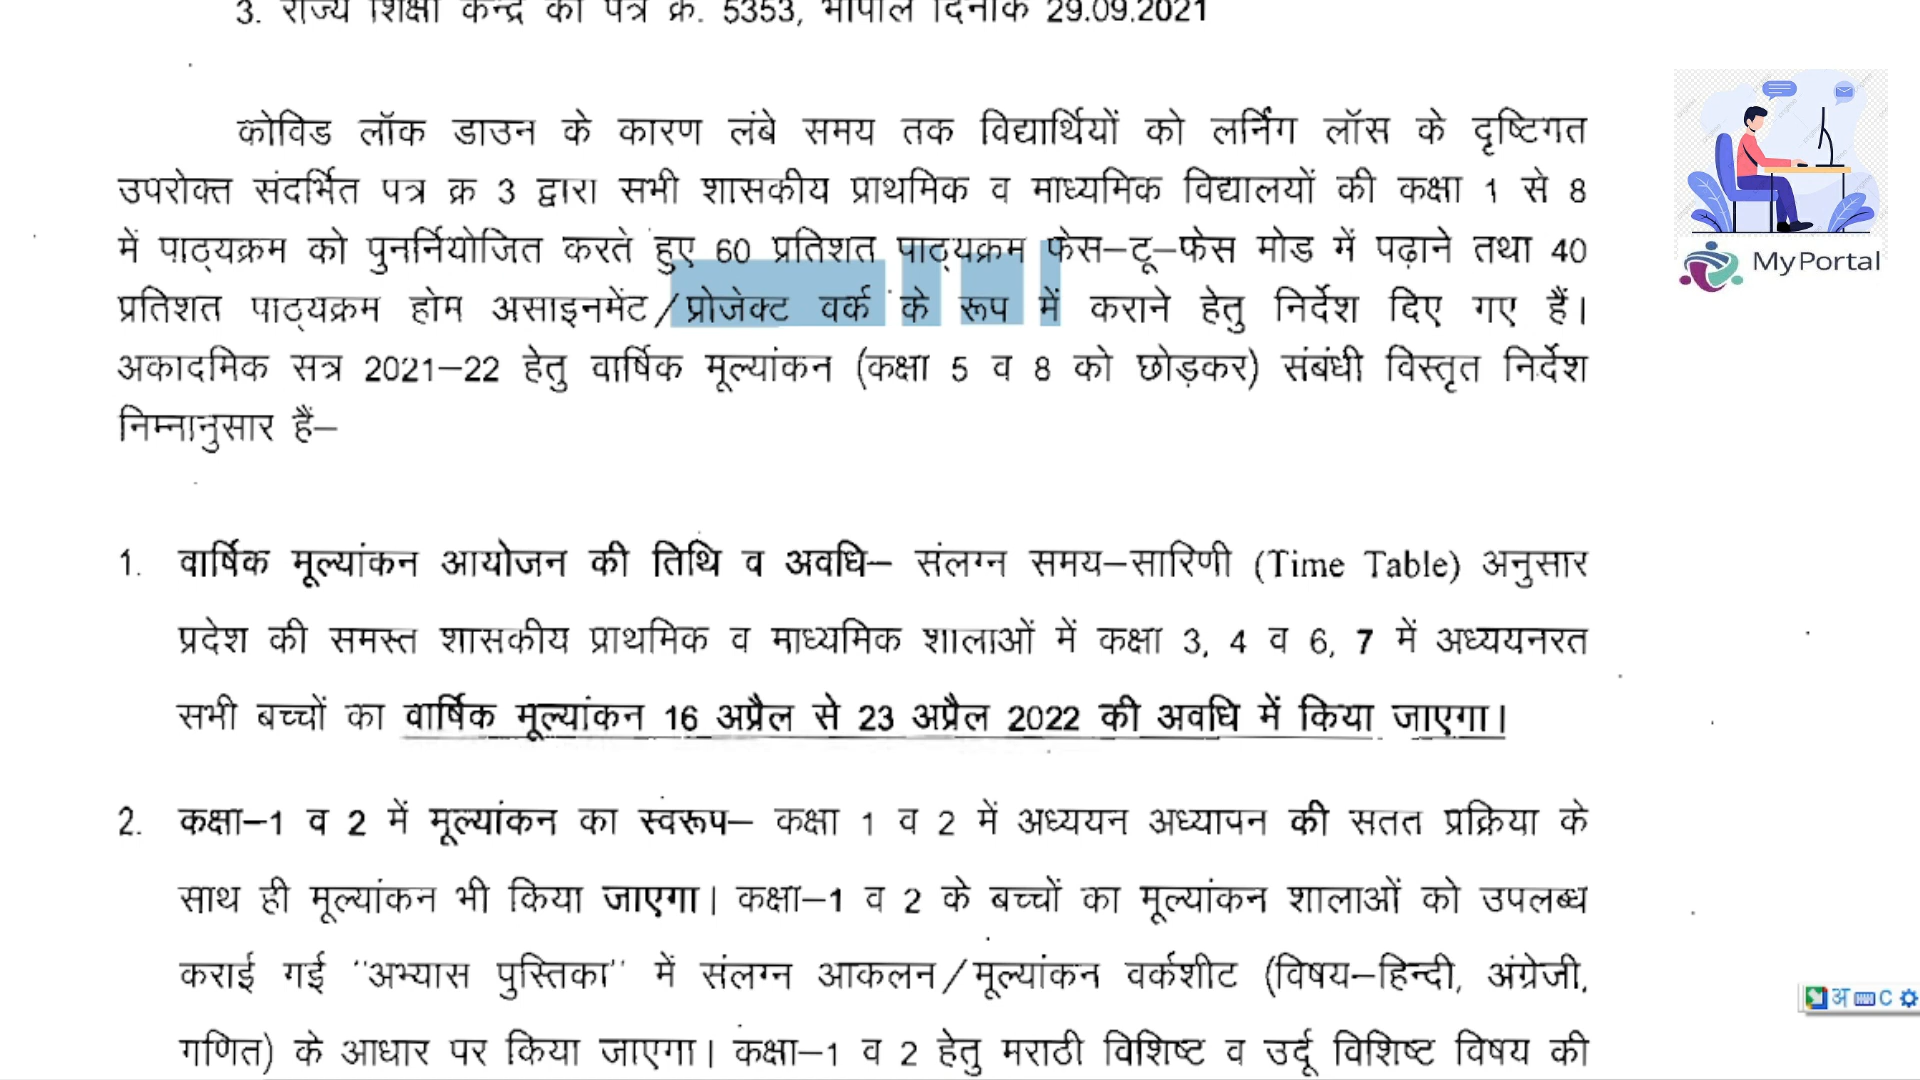 3. राज्य शिक्षा केन्द्र का पत्र क्र. 5353, भोपाल दिनांक 29.09.2021
कोविड लॉक डाउन के कारण लंबे समय तक विद्यार्थियों को लर्निंग लॉस के दृष्टिगत
उपरोक्त संदर्भित पत्र क्र 3 द्वारा सभी शासकीय प्राथमिक व माध्यमिक विद्यालयों की कक्षा 1 से 8
में पाठ्यक्रम को पुनर्नियोजित करते हुए 60 प्रतिशत पाठ्यक्रम फेस–टू–फेस मोड में पढ़ाने तथा 40
प्रतिशत पाठ्यक्रम होम असाइनमेंट/प्रोजेक्ट वर्क के रूप में कराने हेतु निर्देश दिए गए हैं।
अकादमिक सत्र 2021–22 हेतु वार्षिक मूल्यांकन (कक्षा 5 व 8 को छोड़कर) संबंधी विस्तृत निर्देश
निम्नानुसार हैं–
1. वार्षिक मूल्यांकन आयोजन की तिथि व अवधि– संलग्न समय–सारिणी (Time Table) अनुसार
प्रदेश की समस्त शासकीय प्राथमिक व माध्यमिक शालाओं में कक्षा 3, 4 व 6, 7 में अध्ययनरत
सभी बच्चों का वार्षिक मूल्यांकन 16 अप्रैल से 23 अप्रैल 2022 की अवधि में किया जाएगा।
2. कक्षा–1 व 2 में मूल्यांकन का स्वरूप– कक्षा 1 व 2 में अध्ययन अध्यापन की सतत प्रक्रिया के
साथ ही मूल्यांकन भी किया जाएगा। कक्षा–1 व 2 के बच्चों का मूल्यांकन शालाओं को उपलब्ध
कराई गई "अभ्यास पुस्तिका" में संलग्न आकलन/मूल्यांकन वर्कशीट (विषय–हिन्दी, अंग्रेजी,
गणित) के आधार पर किया जाएगा। कक्षा–1 व 2 हेतु मराठी विशिष्ट व उर्दू विशिष्ट विषय की
MyPortal
अ C